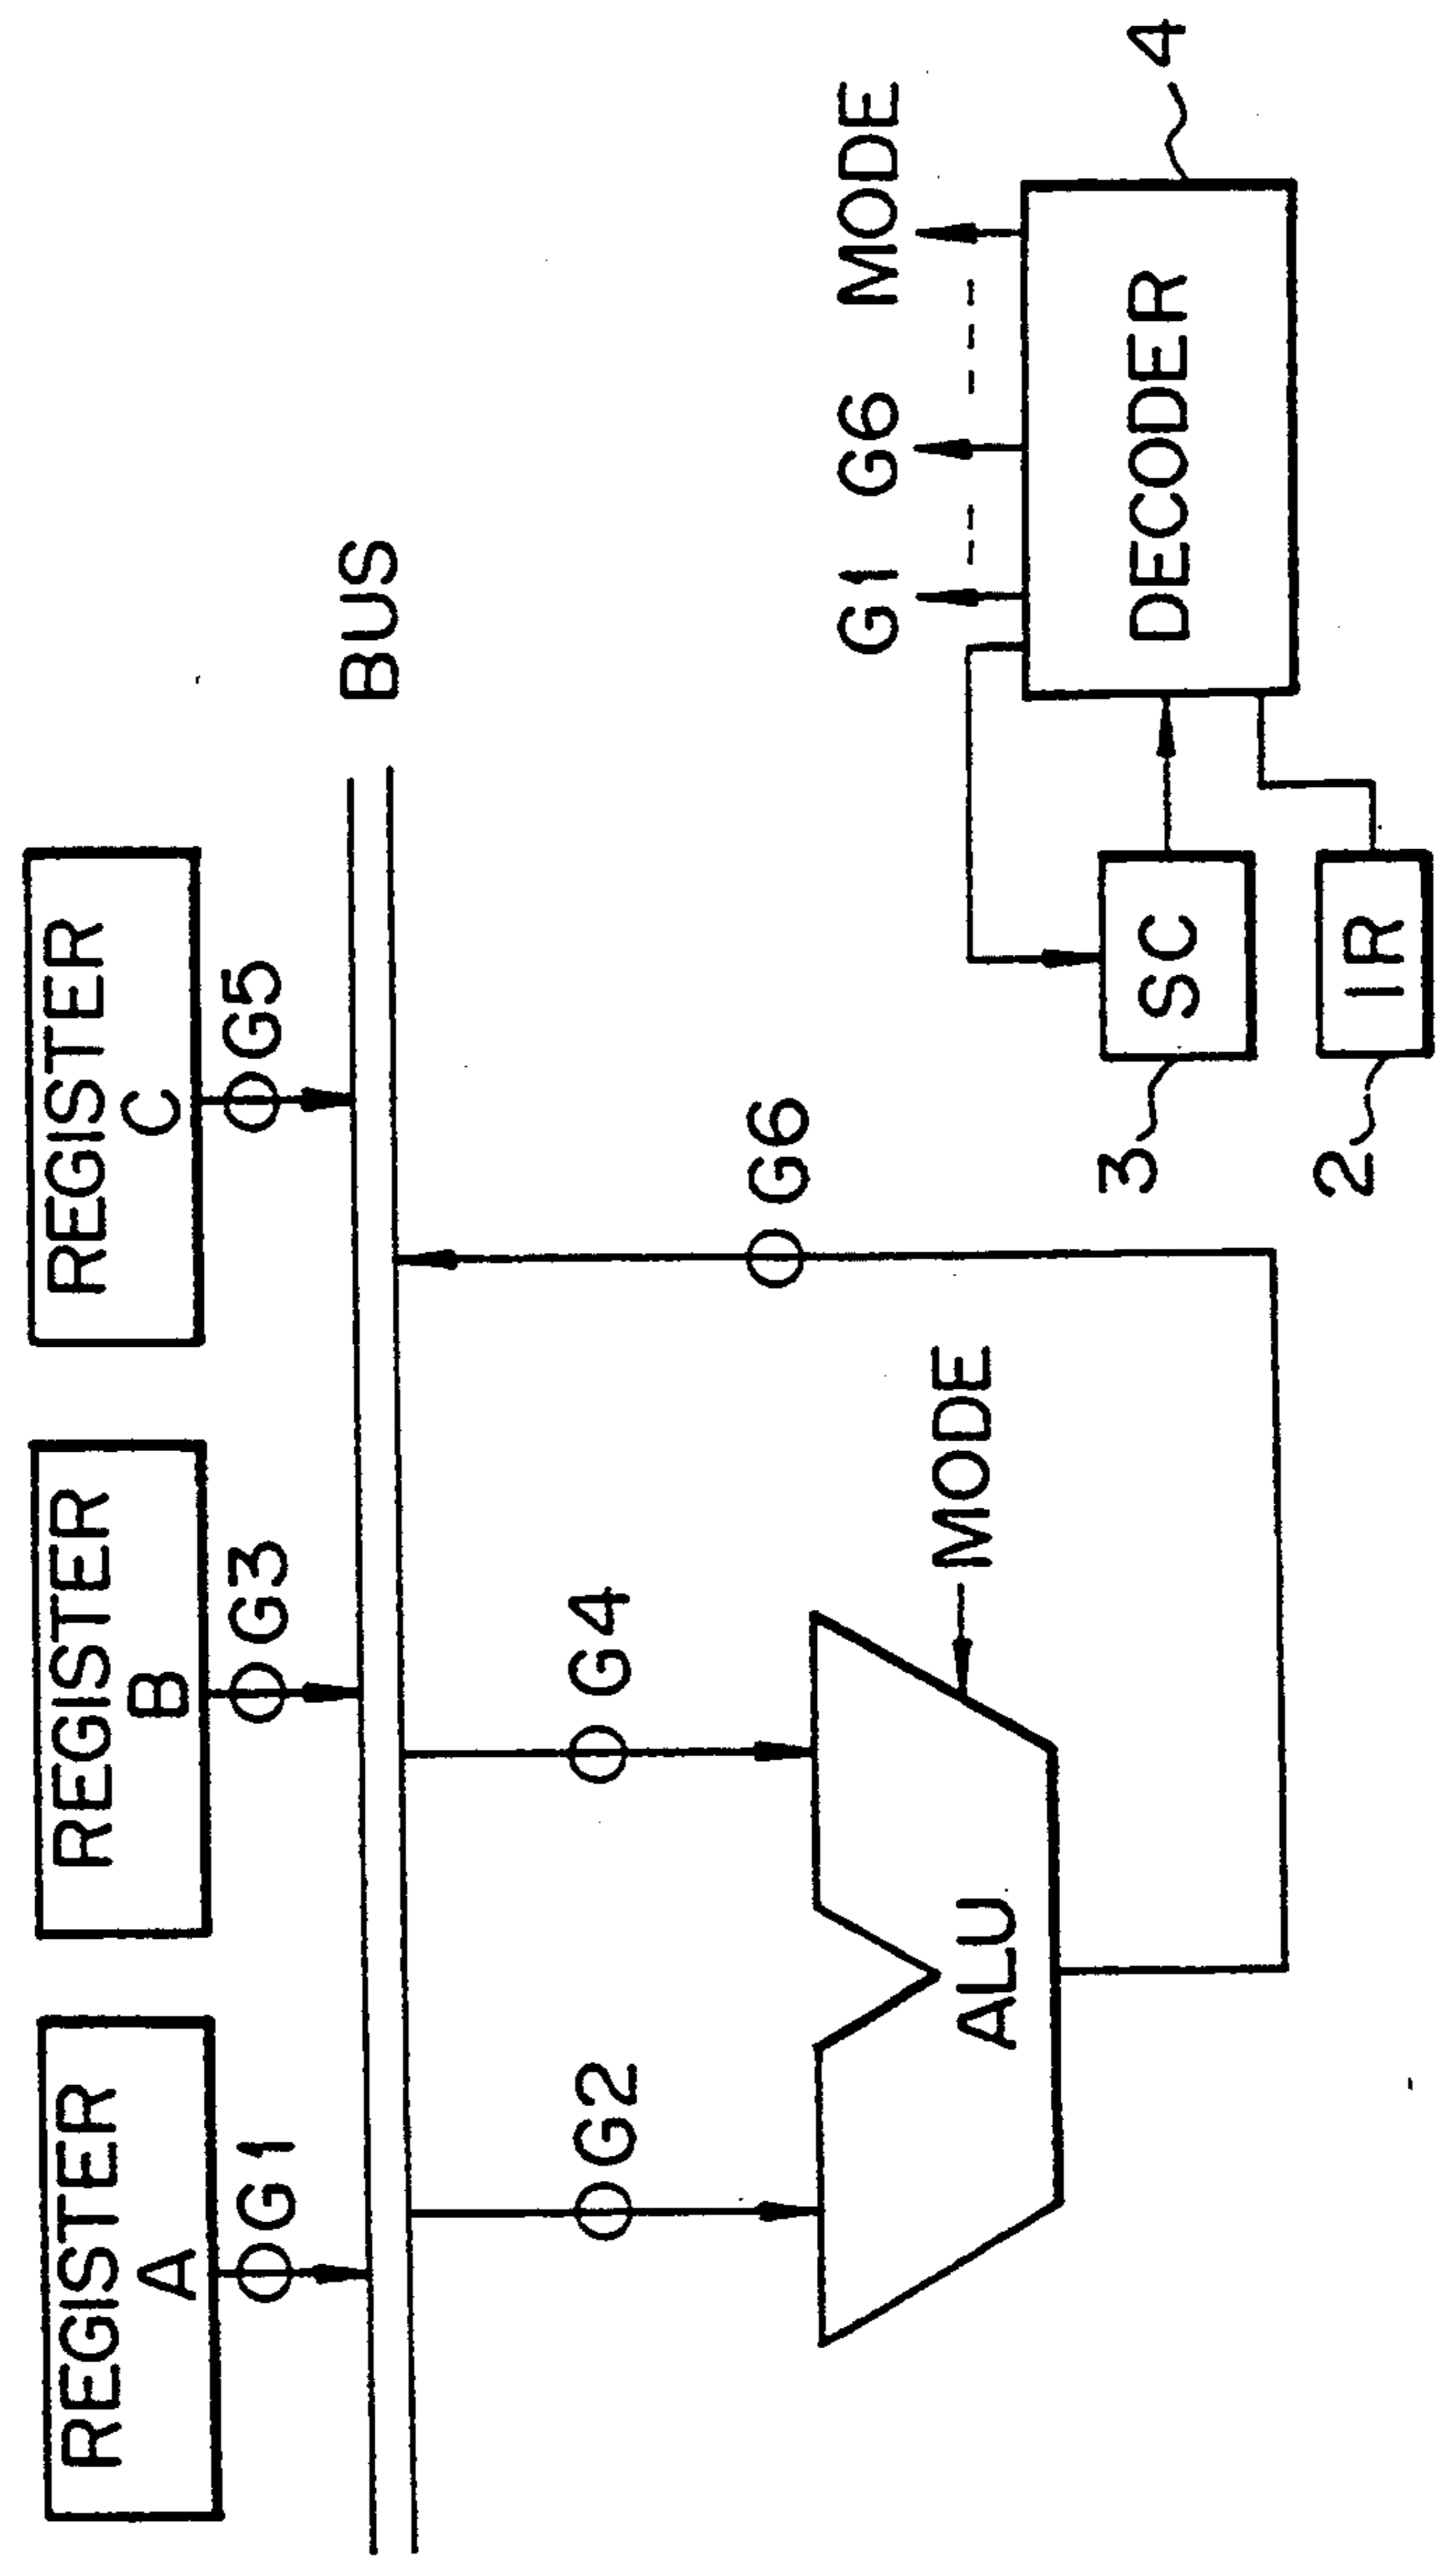 REGISTER
A
REGISTER
B
REGISTER
C
G1
G3
G5
BUS
G2
G4
G6
MODE
ALU
G1
G6
MODE
DECODER
4
SC
3
IR
2